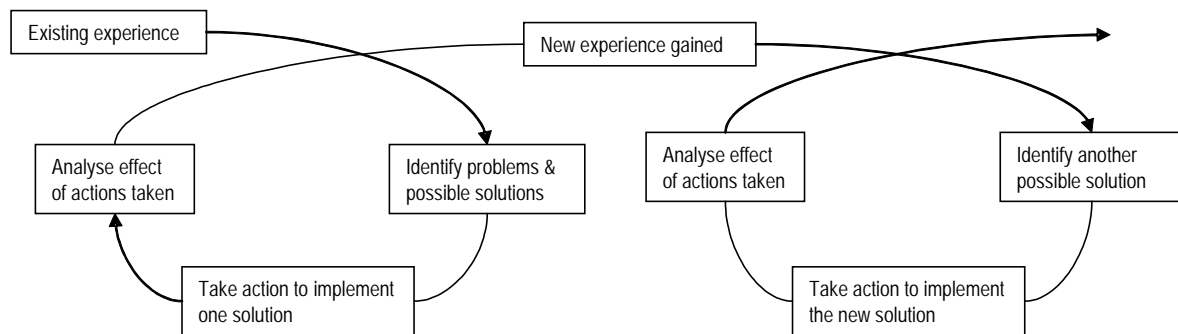 Existing experience
New experience gained
Analyse effect
of actions taken
Identify problems &
possible solutions
Analyse effect
of actions taken
Identify another
possible solution
Take action to implement
one solution
Take action to implement
the new solution